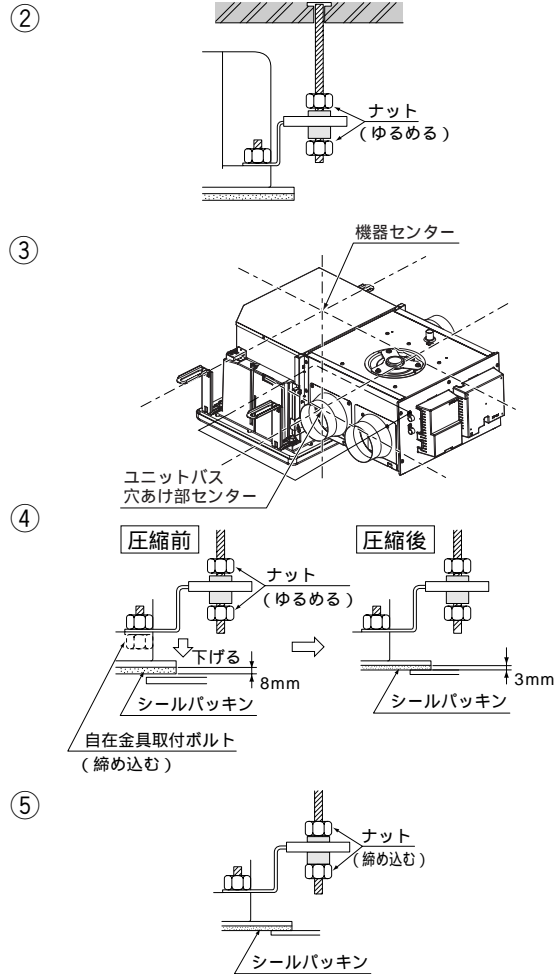 ②
ナット
(ゆるめる)
③
機器センター
ユニットバス
穴あけ部センター
④
圧縮前
圧縮後
ナット
(ゆるめる)
下げる
8mm
3mm
シールパッキン
シールパッキン
自在金具取付ボルト
(締め込む)
⑤
ナット
(締め込む)
シールパッキン